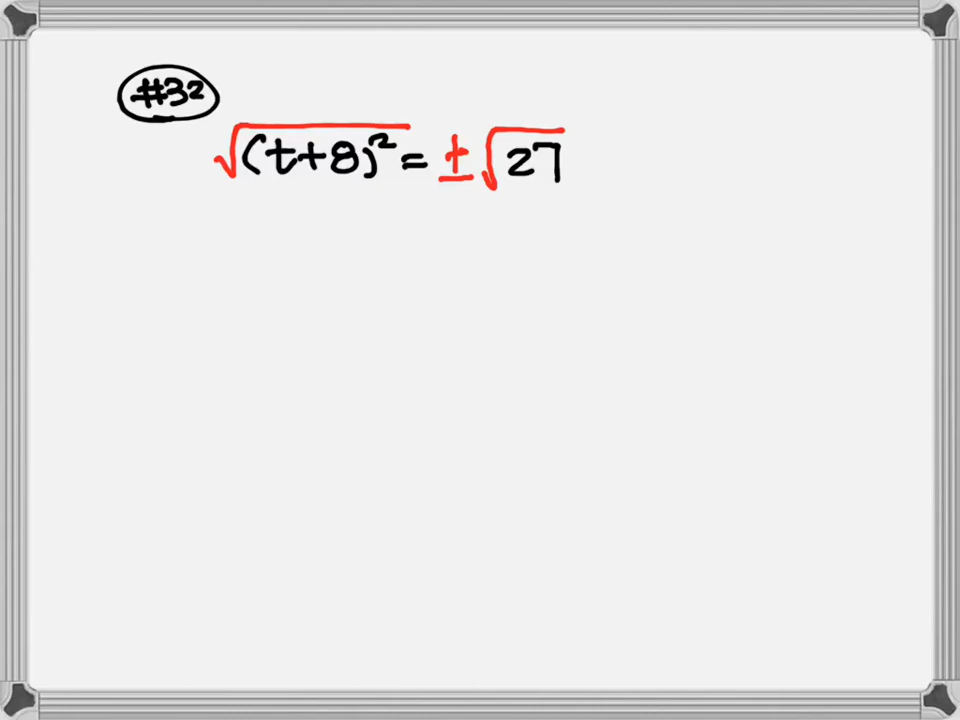 #32
√(t+8)² = ± √27